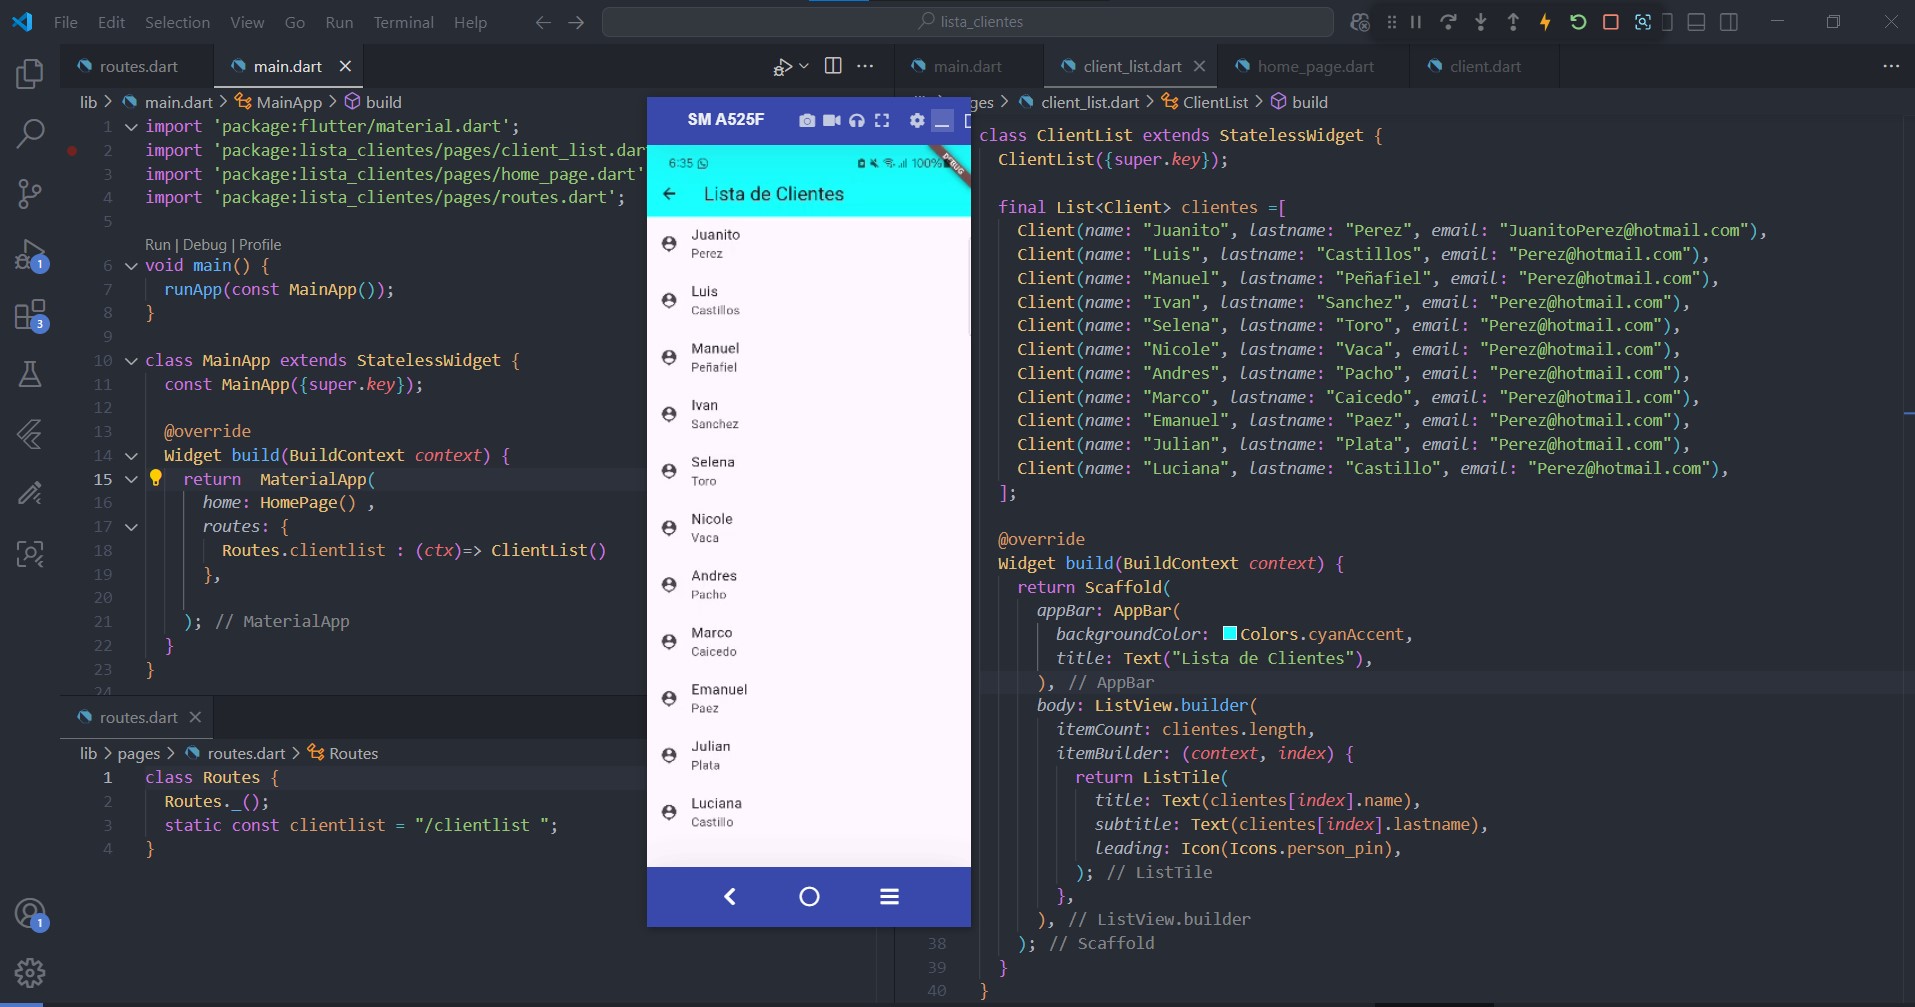 File Edit Selection View Go Run Terminal Help
lista_clientes
routes.dart
main.dart
lib > main.dart > MainApp > build
1 import 'package:flutter/material.dart';
2 import 'package:lista_clientes/pages/client_list.dar
3 import 'package:lista_clientes/pages/home_page.dart'
4 import 'package:lista_clientes/pages/routes.dart';
5
Run | Debug | Profile
6 void main() {
7 runApp(const MainApp());
8 }
9
10 class MainApp extends StatelessWidget {
11 const MainApp({super.key});
12
13 @override
14 Widget build(BuildContext context) {
15 return MaterialApp(
16 home: HomePage() ,
17 routes: {
18 Routes.clientlist : (ctx)=> ClientList()
19 },
20
21 ); // MaterialApp
22 }
23 }
24
1
3
1
routes.dart
lib > pages > routes.dart > Routes
1 class Routes {
2 Routes._();
3 static const clientlist = "/clientlist ";
4 }
SM A525F
6:35
100%
DEBUG
Lista de Clientes
Juanito
Perez
Luis
Castillos
Manuel
Peñafiel
Ivan
Sanchez
Selena
Toro
Nicole
Vaca
Andres
Pacho
Marco
Caicedo
Emanuel
Paez
Julian
Plata
Luciana
Castillo
main.dart
client_list.dart
home_page.dart
client.dart
ges > client_list.dart > ClientList > build
class ClientList extends StatelessWidget {
ClientList({super.key});
final List<Client> clientes =[
Client(name: "Juanito", lastname: "Perez", email: "JuanitoPerez@hotmail.com"),
Client(name: "Luis", lastname: "Castillos", email: "Perez@hotmail.com"),
Client(name: "Manuel", lastname: "Peñafiel", email: "Perez@hotmail.com"),
Client(name: "Ivan", lastname: "Sanchez", email: "Perez@hotmail.com"),
Client(name: "Selena", lastname: "Toro", email: "Perez@hotmail.com"),
Client(name: "Nicole", lastname: "Vaca", email: "Perez@hotmail.com"),
Client(name: "Andres", lastname: "Pacho", email: "Perez@hotmail.com"),
Client(name: "Marco", lastname: "Caicedo", email: "Perez@hotmail.com"),
Client(name: "Emanuel", lastname: "Paez", email: "Perez@hotmail.com"),
Client(name: "Julian", lastname: "Plata", email: "Perez@hotmail.com"),
Client(name: "Luciana", lastname: "Castillo", email: "Perez@hotmail.com"),
];
@override
Widget build(BuildContext context) {
return Scaffold(
appBar: AppBar(
backgroundColor: Colors.cyanAccent,
title: Text("Lista de Clientes"),
), // AppBar
body: ListView.builder(
itemCount: clientes.length,
itemBuilder: (context, index) {
return ListTile(
title: Text(clientes[index].name),
subtitle: Text(clientes[index].lastname),
leading: Icon(Icons.person_pin),
); // ListTile
},
), // ListView.builder
38 ); // Scaffold
39 }
40 }